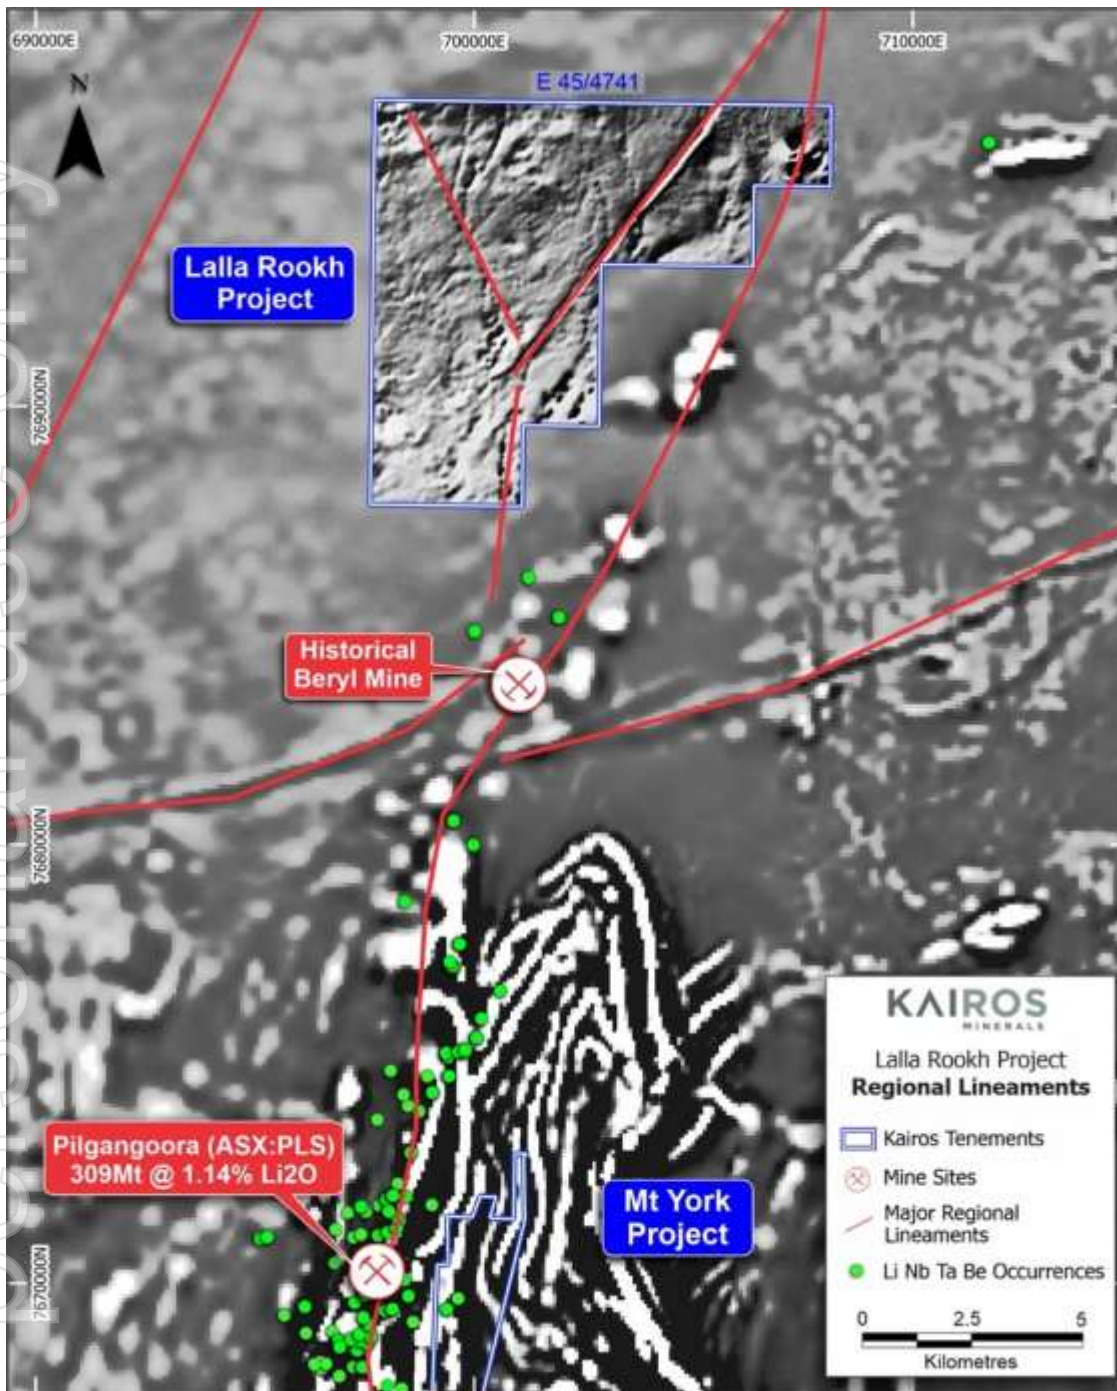 690000E
700000E
710000E
N
E 45/4741
Lalla Rookh
Project
7690000N
Historical
Beryl Mine
7680000N
Pilgangoora (ASX:PLS)
309Mt @ 1.14% Li2O
Mt York
Project
7670000N
KAIROS
MINERALS
Lalla Rookh Project
Regional Lineaments
Kairos Tenements
Mine Sites
Major Regional
Lineaments
Li Nb Ta Be Occurrences
0 2.5 5
Kilometres